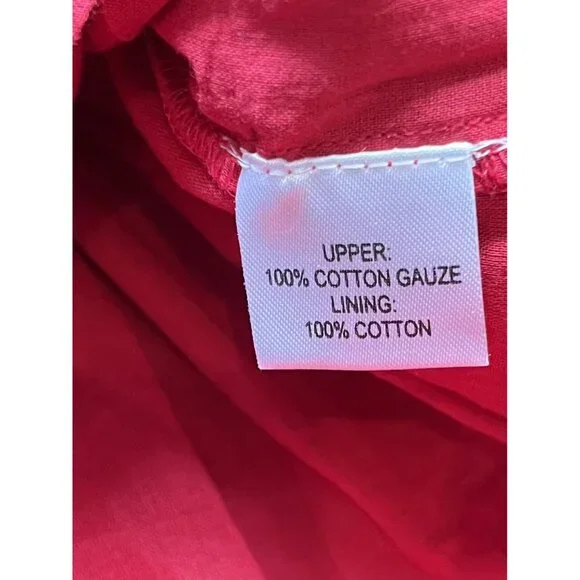 UPPER:
100% COTTON GAUZE
LINING:
100% COTTON